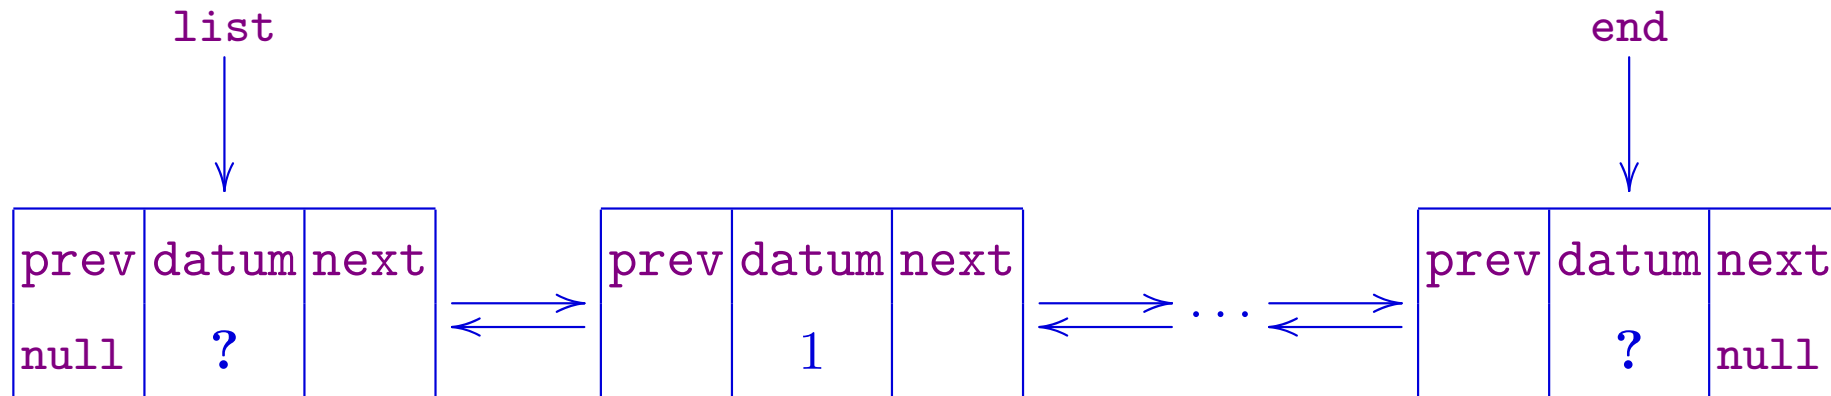 list end
prev datum next prev datum next prev datum next
null ? 1 ... ? null